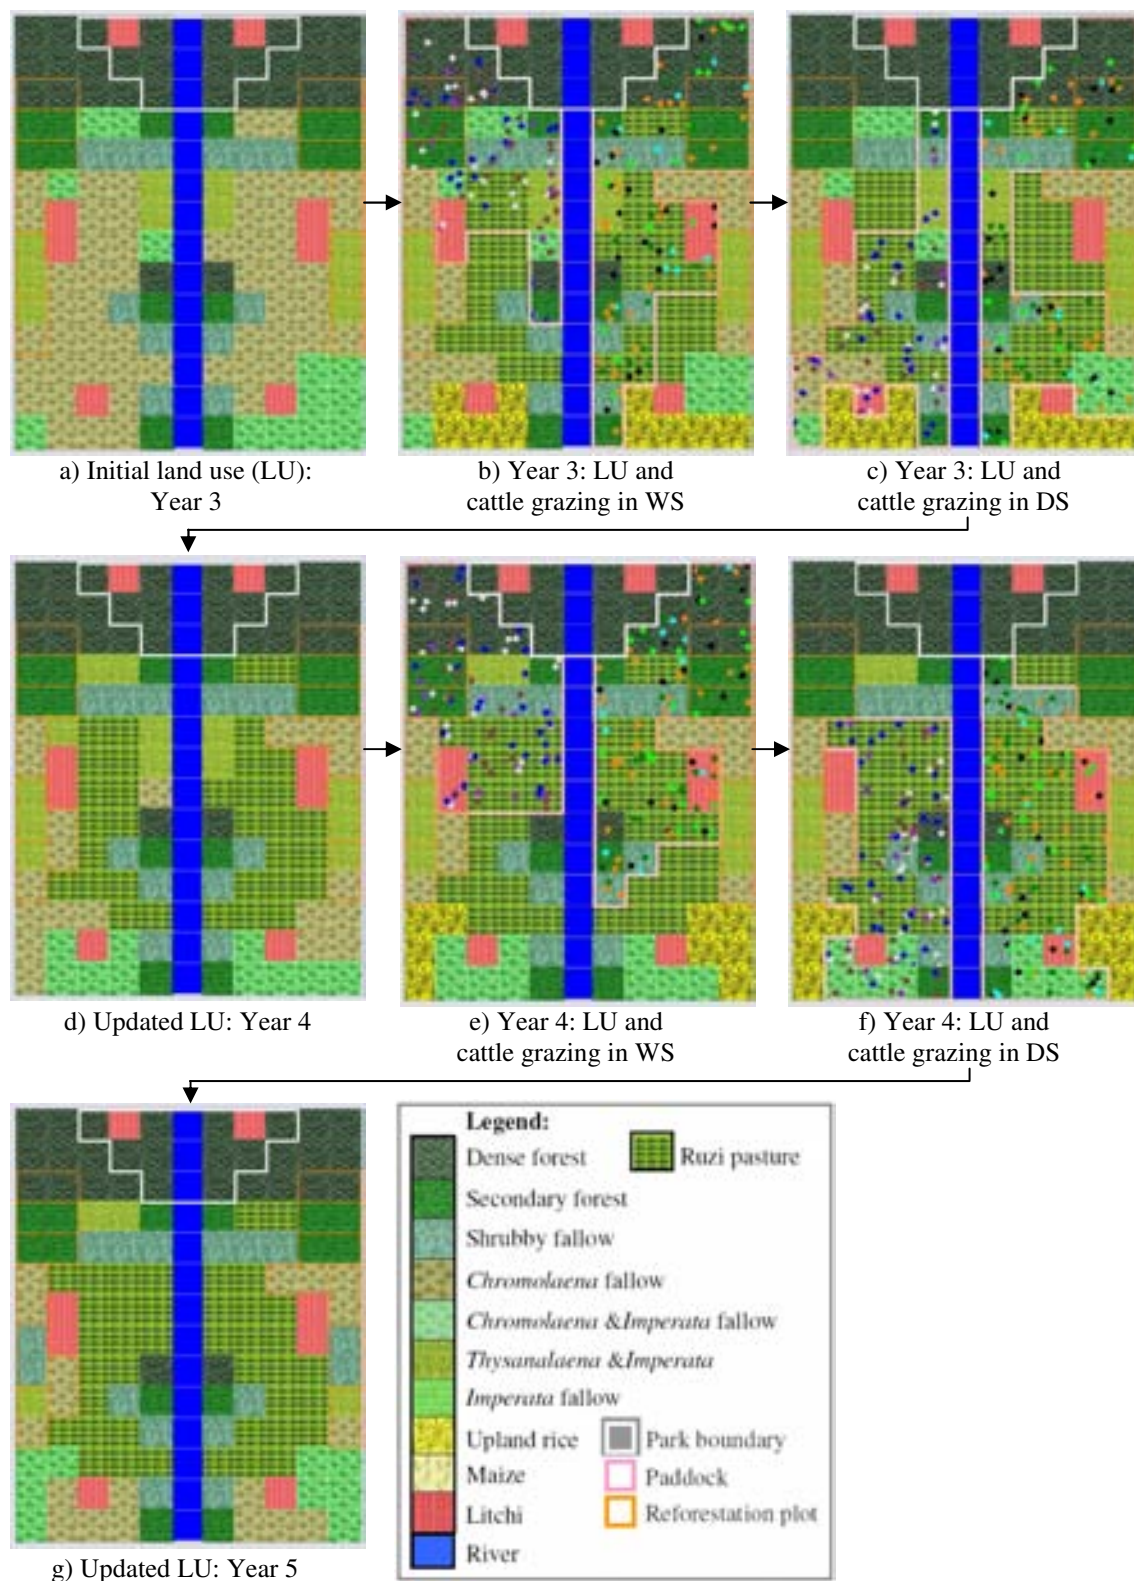 a) Initial land use (LU):
Year 3
b) Year 3: LU and
cattle grazing in WS
c) Year 3: LU and
cattle grazing in DS
d) Updated LU: Year 4
e) Year 4: LU and
cattle grazing in WS
f) Year 4: LU and
cattle grazing in DS
g) Updated LU: Year 5
Legend:
Dense forest
Ruzi pasture
Secondary forest
Shrubby fallow
Chromolaena fallow
Chromolaena &Imperata fallow
Thysanalaena &Imperata
Imperata fallow
Upland rice
Park boundary
Maize
Paddock
Litchi
Reforestation plot
River